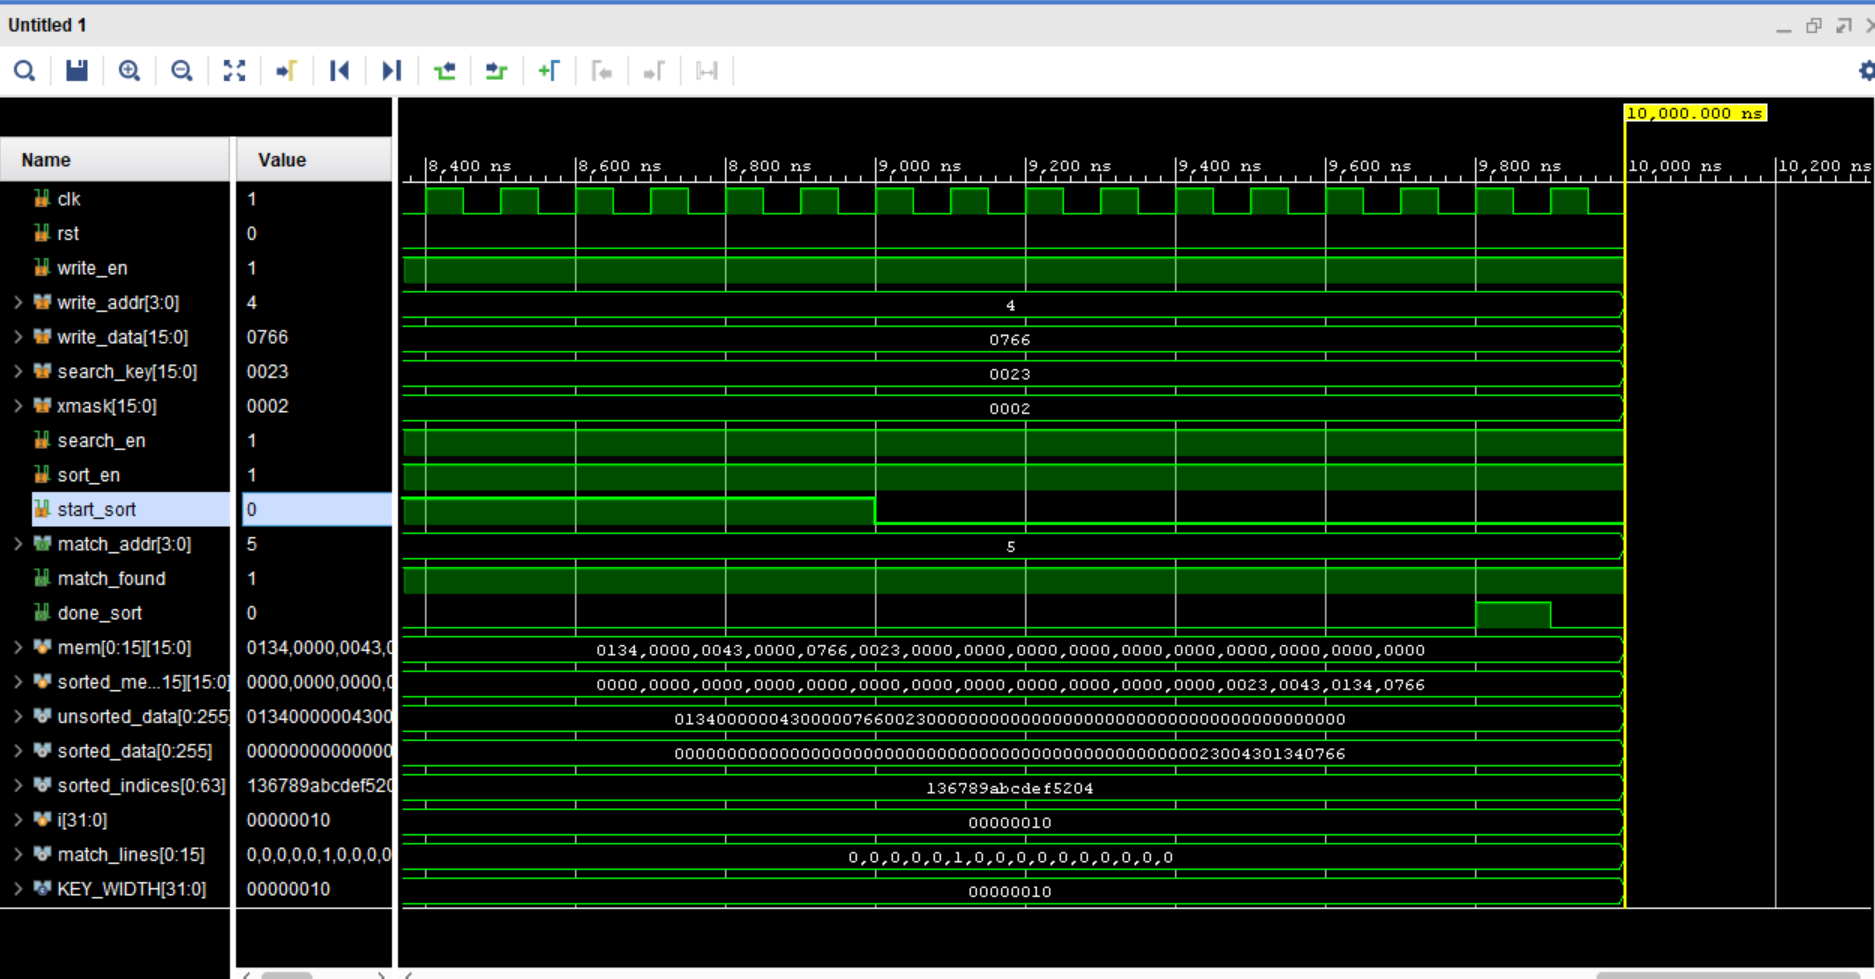 Untitled 1
10,000.000 ns
Name Value
8,400 ns 8,600 ns 8,800 ns 9,000 ns 9,200 ns 9,400 ns 9,600 ns 9,800 ns 10,000 ns 10,200 ns
clk 1
rst 0
write_en 1
write_addr[3:0] 4 4
write_data[15:0] 0766 0766
search_key[15:0] 0023 0023
xmask[15:0] 0002 0002
search_en 1
sort_en 1
start_sort 0
match_addr[3:0] 5 5
match_found 1
done_sort 0
mem[0:15][15:0] 0134,0000,0043,0 0134,0000,0043,0000,0766,0023,0000,0000,0000,0000,0000,0000,0000,0000,0000,0000
sorted_me...15][15:0] 0000,0000,0000,0 0000,0000,0000,0000,0000,0000,0000,0000,0000,0000,0000,0000,0023,0043,0134,0766
unsorted_data[0:255] 01340000004300 0134000000430000076600230000000000000000000000000000000000000000
sorted_data[0:255] 00000000000000 0000000000000000000000000000000000000000000000000023004301340766
sorted_indices[0:63] 136789abcdef520 136789abcdef5204
i[31:0] 00000010 00000010
match_lines[0:15] 0,0,0,0,0,1,0,0,0,0 0,0,0,0,0,1,0,0,0,0,0,0,0,0,0,0
KEY_WIDTH[31:0] 00000010 00000010